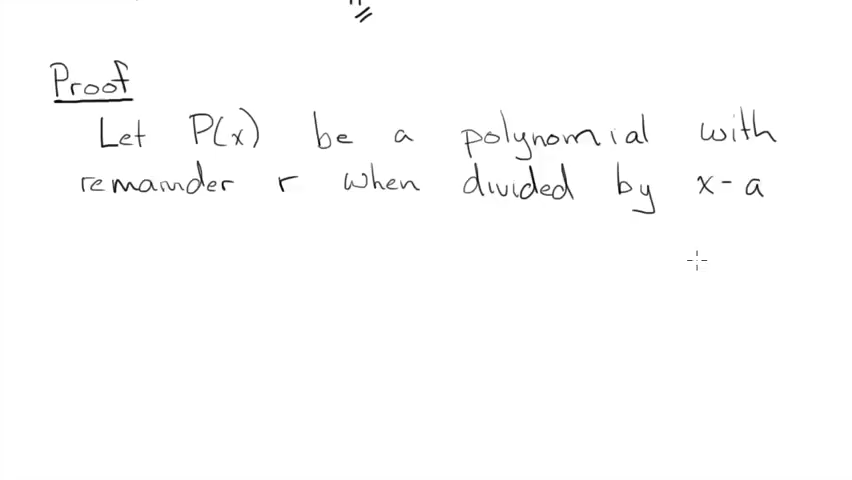 Proof
Let P(x) be a polynomial with
remainder r when divided by x - a